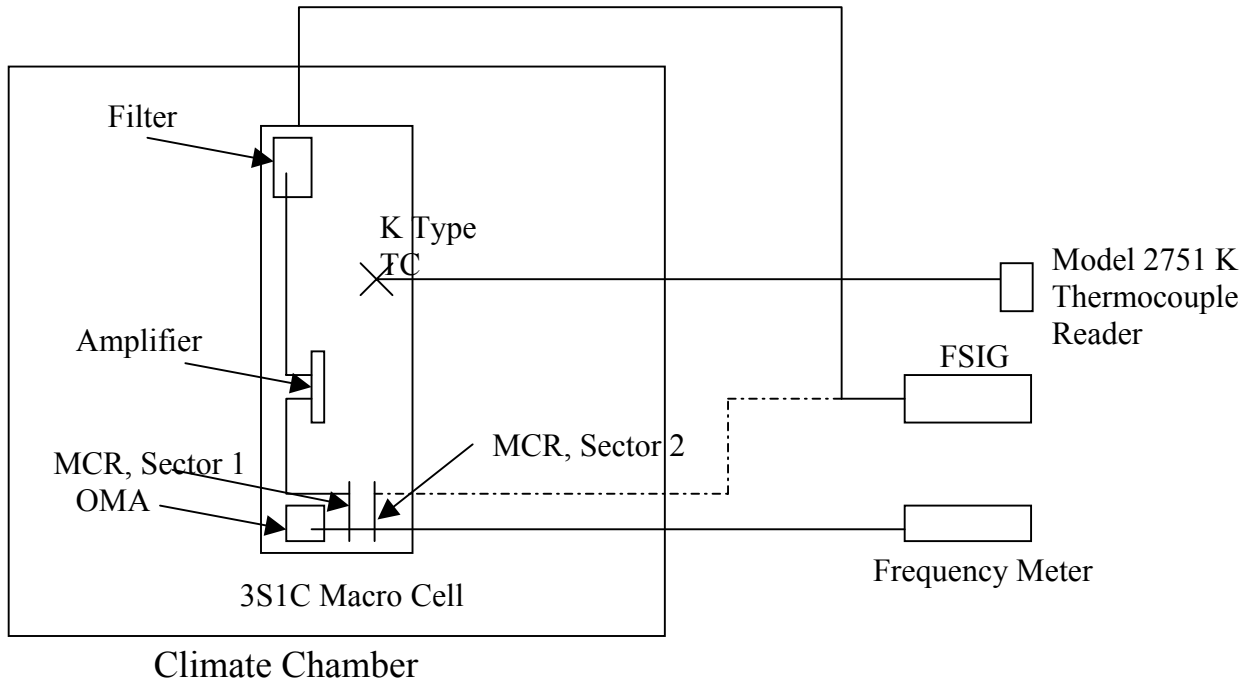 Filter
K Type
TC
Model 2751 K
Thermocouple
Reader
Amplifier
FSIG
MCR, Sector 2
MCR, Sector 1
OMA
Frequency Meter
3S1C Macro Cell
Climate Chamber